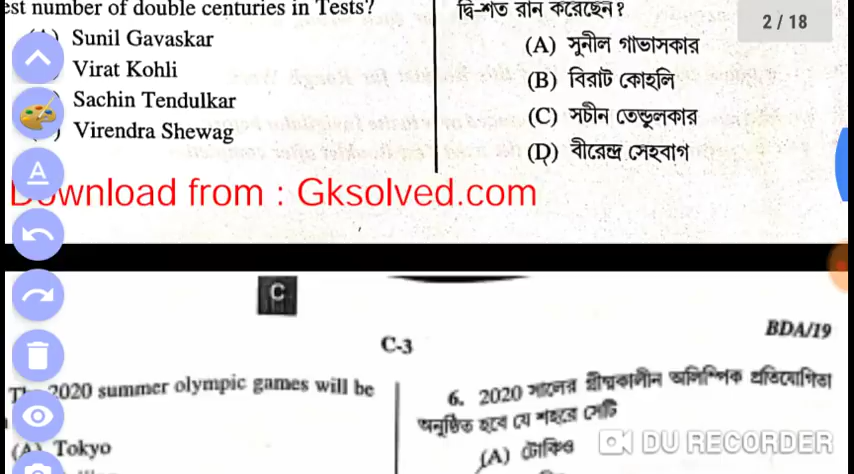 est number of double centuries in Tests?
Sunil Gavaskar
Virat Kohli
Sachin Tendulkar
Virendra Shewag
দ্বি-শত রান করেছেন?
(A) সুনীল গাভাসকার
(B) বিরাট কোহলি
(C) সচীন তেন্ডুলকার
(D) বীরেন্দ্র সেহবাগ
2 / 18
Download from : Gksolved.com
C
C-3
BDA/19
2020 summer olympic games will be
(A) Tokyo
6. 2020 সালের গ্রীষ্মকালীন অলিম্পিক প্রতিযোগিতা
অনুষ্ঠিত হবে যে শহরে সেটি
(A) টোকিও
DU RECORDER